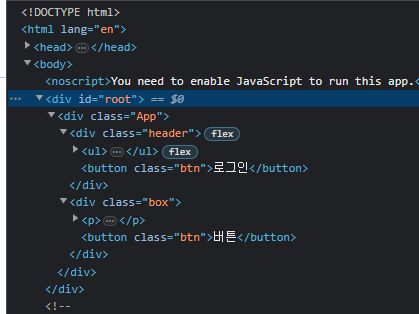 <!DOCTYPE html>
<html lang="en">
<head> ⋯ </head>
<body>
<noscript>You need to enable JavaScript to run this app.<
⋯ <div id="root"> == $0
<div class="App">
<div class="header"> flex
<ul> ⋯ </ul> flex
<button class="btn">로그인</button>
</div>
<div class="box">
<p> ⋯ </p>
<button class="btn">버튼</button>
</div>
</div>
</div>
<!--